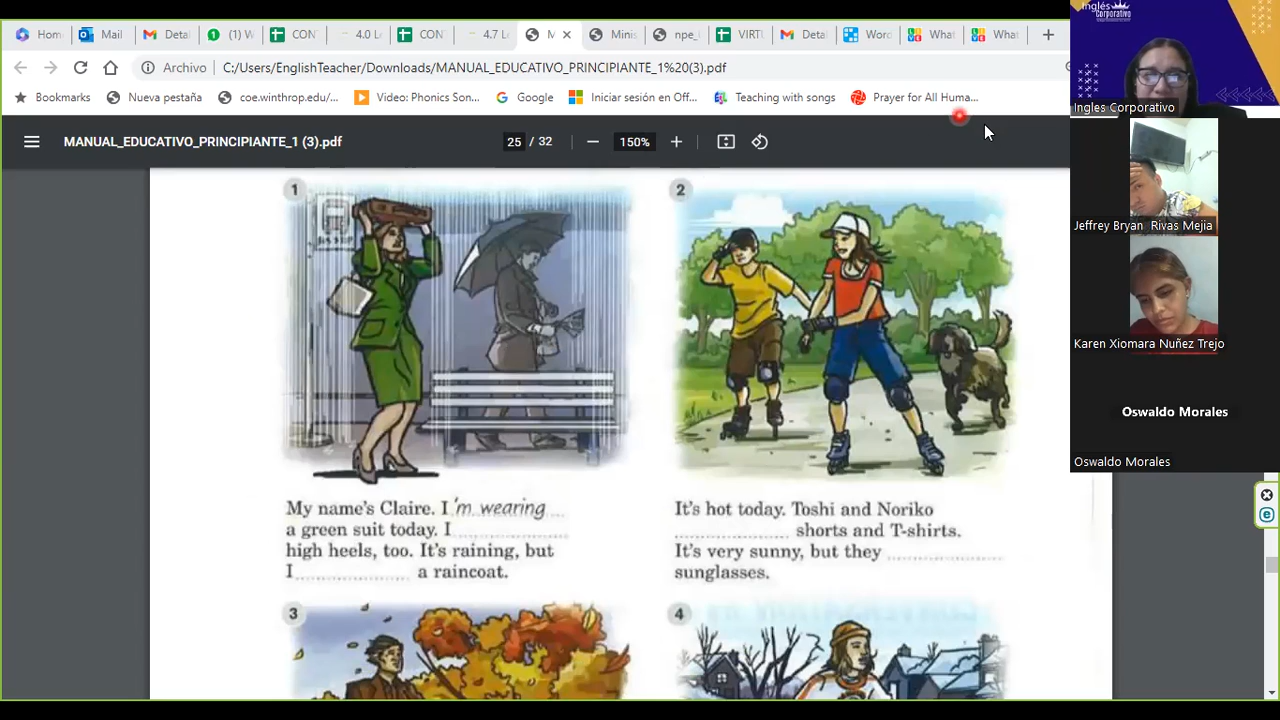 Hom
Mail
Detai
(1) W
CON
4.0 Le
CON
4.7 L
M
Minis
npe_
VIRTU
Detai
Word
What
What
Archivo
C:/Users/EnglishTeacher/Downloads/MANUAL_EDUCATIVO_PRINCIPIANTE_1%20(3).pdf
Bookmarks
Nueva pestaña
coe.winthrop.edu/...
Video: Phonics Son...
Google
Iniciar sesión en Off...
Teaching with songs
Prayer for All Huma...
MANUAL_EDUCATIVO_PRINCIPIANTE_1 (3).pdf
25 / 32
150%
1
2
My name's Claire. I 'm wearing
a green suit today. I
high heels, too. It's raining, but
I a raincoat.
It's hot today. Toshi and Noriko
shorts and T-shirts.
It's very sunny, but they
sunglasses.
3
4
Inglés
corporativo
Ingles Corporativo
Jeffrey Bryan Rivas Mejia
Karen Xiomara Nuñez Trejo
Oswaldo Morales
Oswaldo Morales